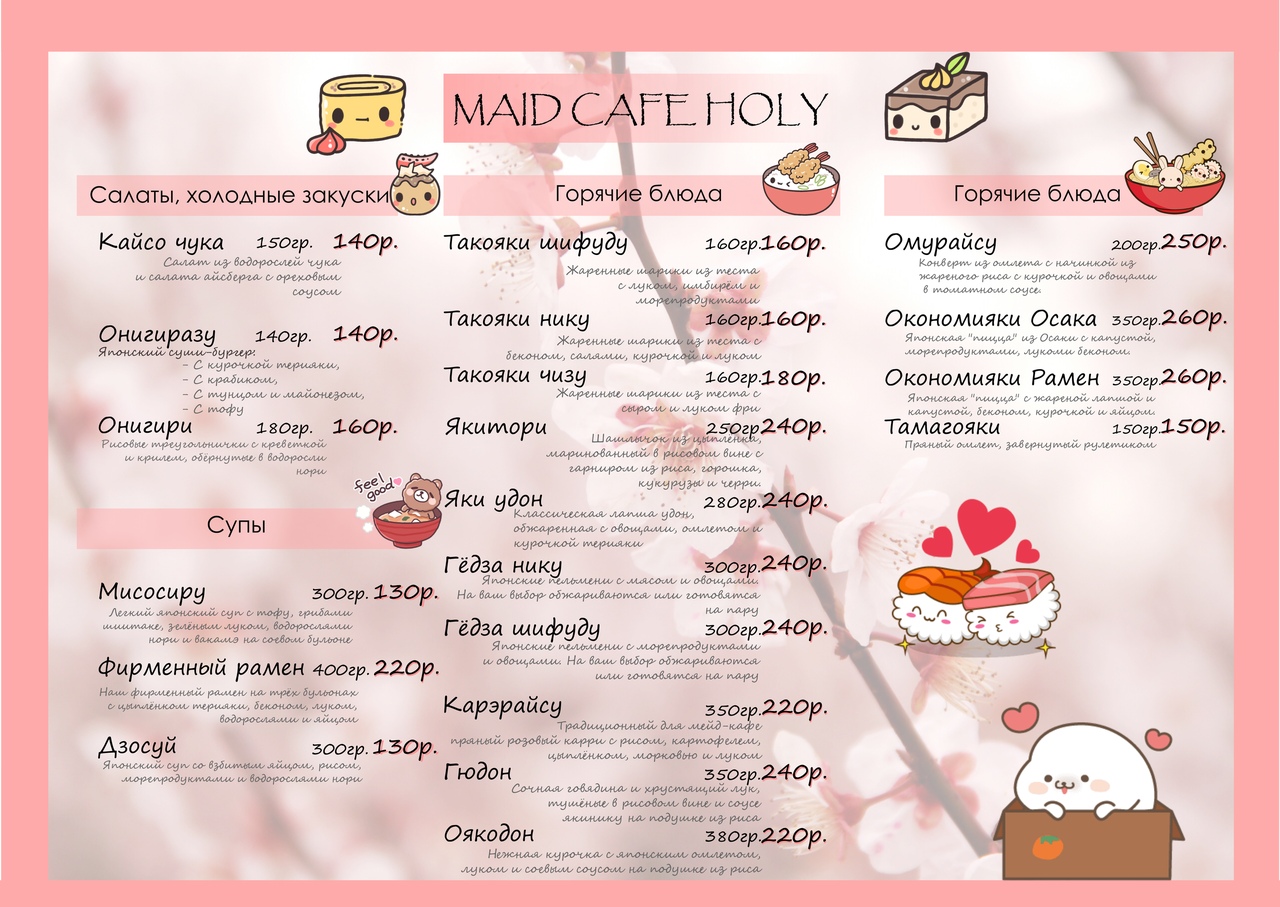 MAID CAFE HOLY
Салаты, холодные закуски
Кайсо чука 150гр. 140р.
Салат из водорослей чука
и салата айсберга с ореховым
соусом
Онигиразу 140гр. 140р.
Японский суши-бургер:
- С курочкой терияки,
- С крабиком,
- С тунцом и майонезом,
- С тофу
Онигири 180гр. 160р.
Рисовые треугольнички с креветкой
и крилем, обёрнутые в водоросли
нори
feel
good
Супы
Мисосиру 300гр. 130р.
Легкий японский суп с тофу, грибами
шиитаке, зелёным луком, водорослями
нори и вакамэ на соевом бульоне
Фирменный рамен 400гр. 220р.
Наш фирменный рамен на трёх бульонах
с цыплёнком терияки, беконом, луком,
водорослями и яйцом
Дзосуй 300гр. 130р.
Японский суп со взбитым яйцом, рисом,
морепродуктами и водорослями нори
Горячие блюда
Такояки шифуду 160гр. 160р.
Жаренные шарики из теста
с луком, имбирём и
морепродуктами
Такояки нику 160гр. 160р.
Жаренные шарики из теста с
беконом, салями, курочкой и луком
Такояки чизу 160гр. 180р.
Жаренные шарики из теста с
сыром и луком фри
Якитори 250гр. 240р.
Шашлычок из цыплёнка,
маринованный в рисовом вине с
гарниром из риса, горошка,
кукурузы и черри.
Яки удон 280гр. 240р.
Классическая лапша удон,
обжаренная с овощами, омлетом и
курочкой терияки
Гёдза нику 300гр. 240р.
Японские пельмени с мясом и овощами.
На ваш выбор обжариваются или готовятся
на пару
Гёдза шифуду 300гр. 240р.
Японские пельмени с морепродуктами
и овощами. На ваш выбор обжариваются
или готовятся на пару
Карэрайсу 350гр. 220р.
Традиционный для мейд-кафе
пряный розовый карри с рисом, картофелем,
цыплёнком, морковью и луком
Гюдон 350гр. 240р.
Сочная говядина и хрустящий лук,
тушёные в рисовом вине и соусе
якинику на подушке из риса
Оякодон 380гр. 220р.
Нежная курочка с японским омлетом,
луком и соевым соусом на подушке из риса
Горячие блюда
Омурайсу 200гр. 250р.
Конверт из омлета с начинкой из
жареного риса с курочкой и овощами
в томатном соусе.
Окономияки Осака 350гр. 260р.
Японская "пицца" из Осаки с капустой,
морепродуктами, лукоми беконом.
Окономияки Рамен 350гр. 260р.
Японская "пицца" с жареной лапшой и
капустой, беконом, курочкой и яйцом.
Тамагояки 150гр. 150р.
Пряный омлет, завернутый рулетиком